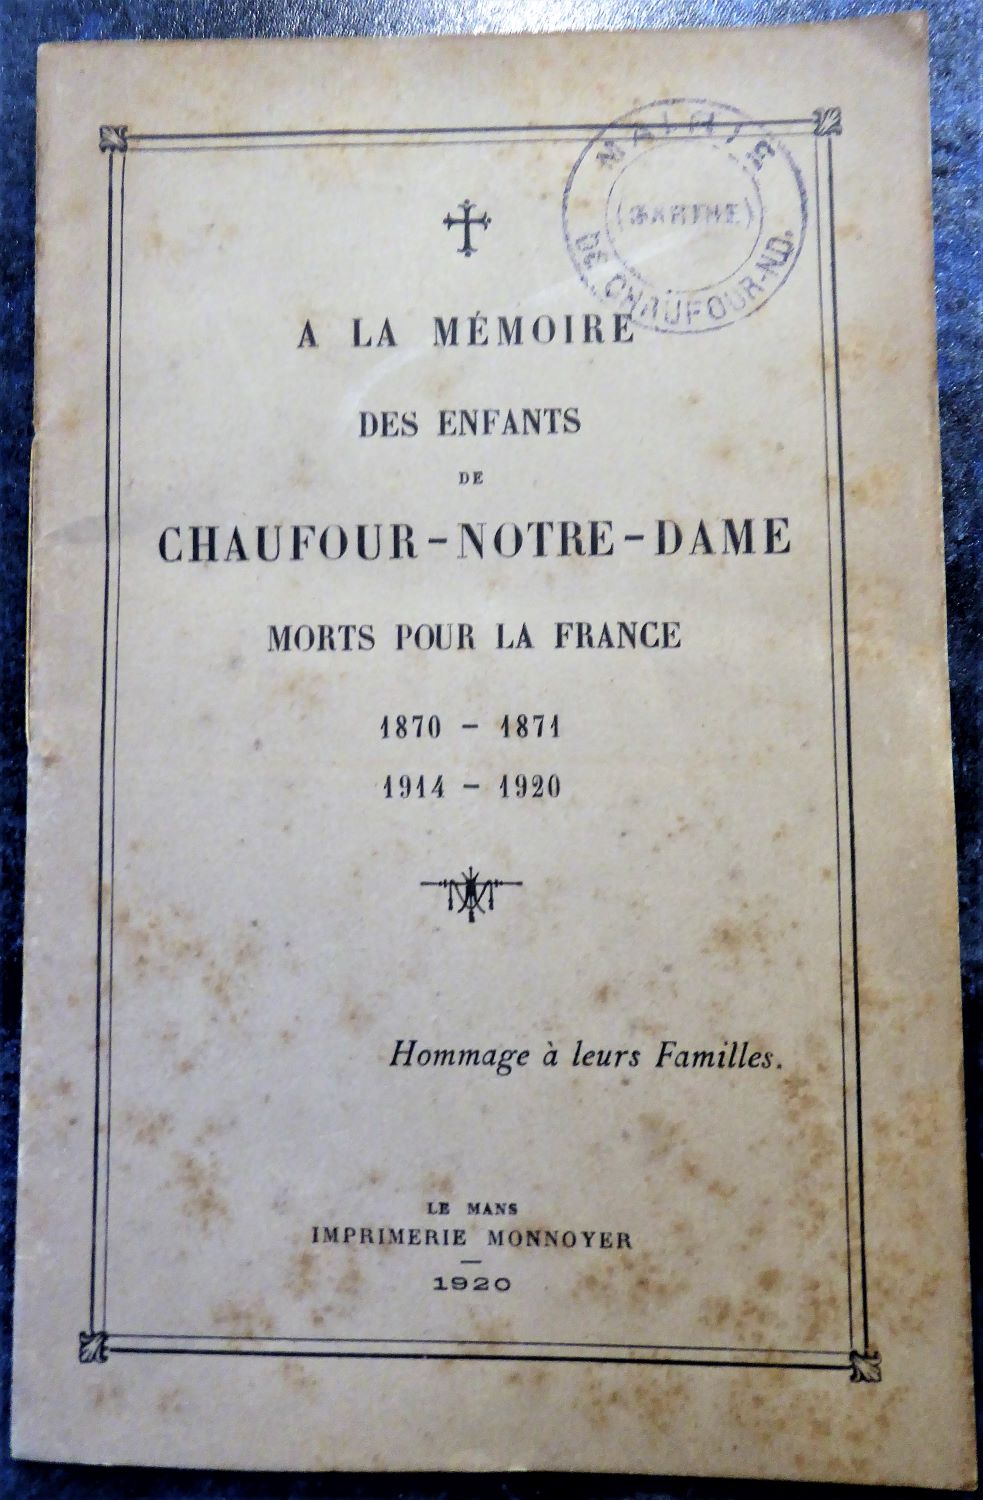 MAIRIE
(SARTHE)
DE CHAUFOUR-ND.
A LA MÉMOIRE
DES ENFANTS
DE
CHAUFOUR-NOTRE-DAME
MORTS POUR LA FRANCE
1870 - 1871
1914 - 1920
Hommage à leurs Familles.
LE MANS
IMPRIMERIE MONNOYER
1920